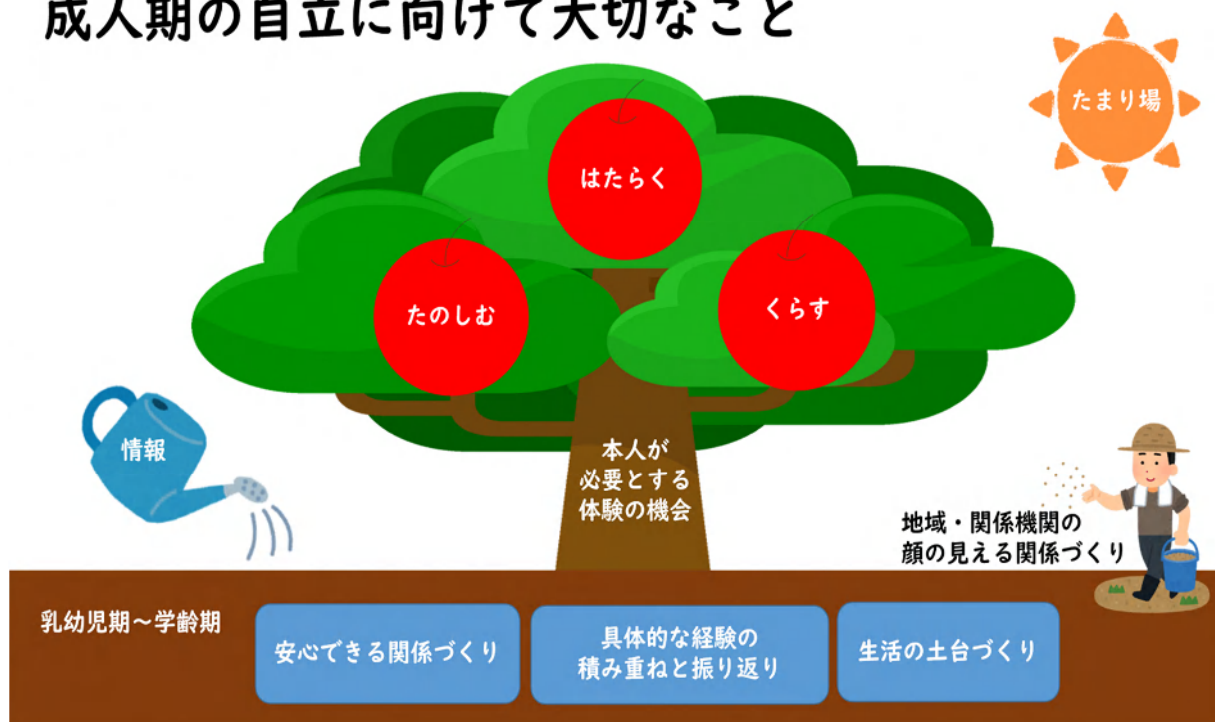 成人期の自立に向けて大切なこと
たまり場
はたらく
たのしむ
くらす
情報
本人が
必要とする
体験の機会
地域・関係機関の
顔の見える関係づくり
乳幼児期～学齢期
安心できる関係づくり
具体的な経験の
積み重ねと振り返り
生活の土台づくり